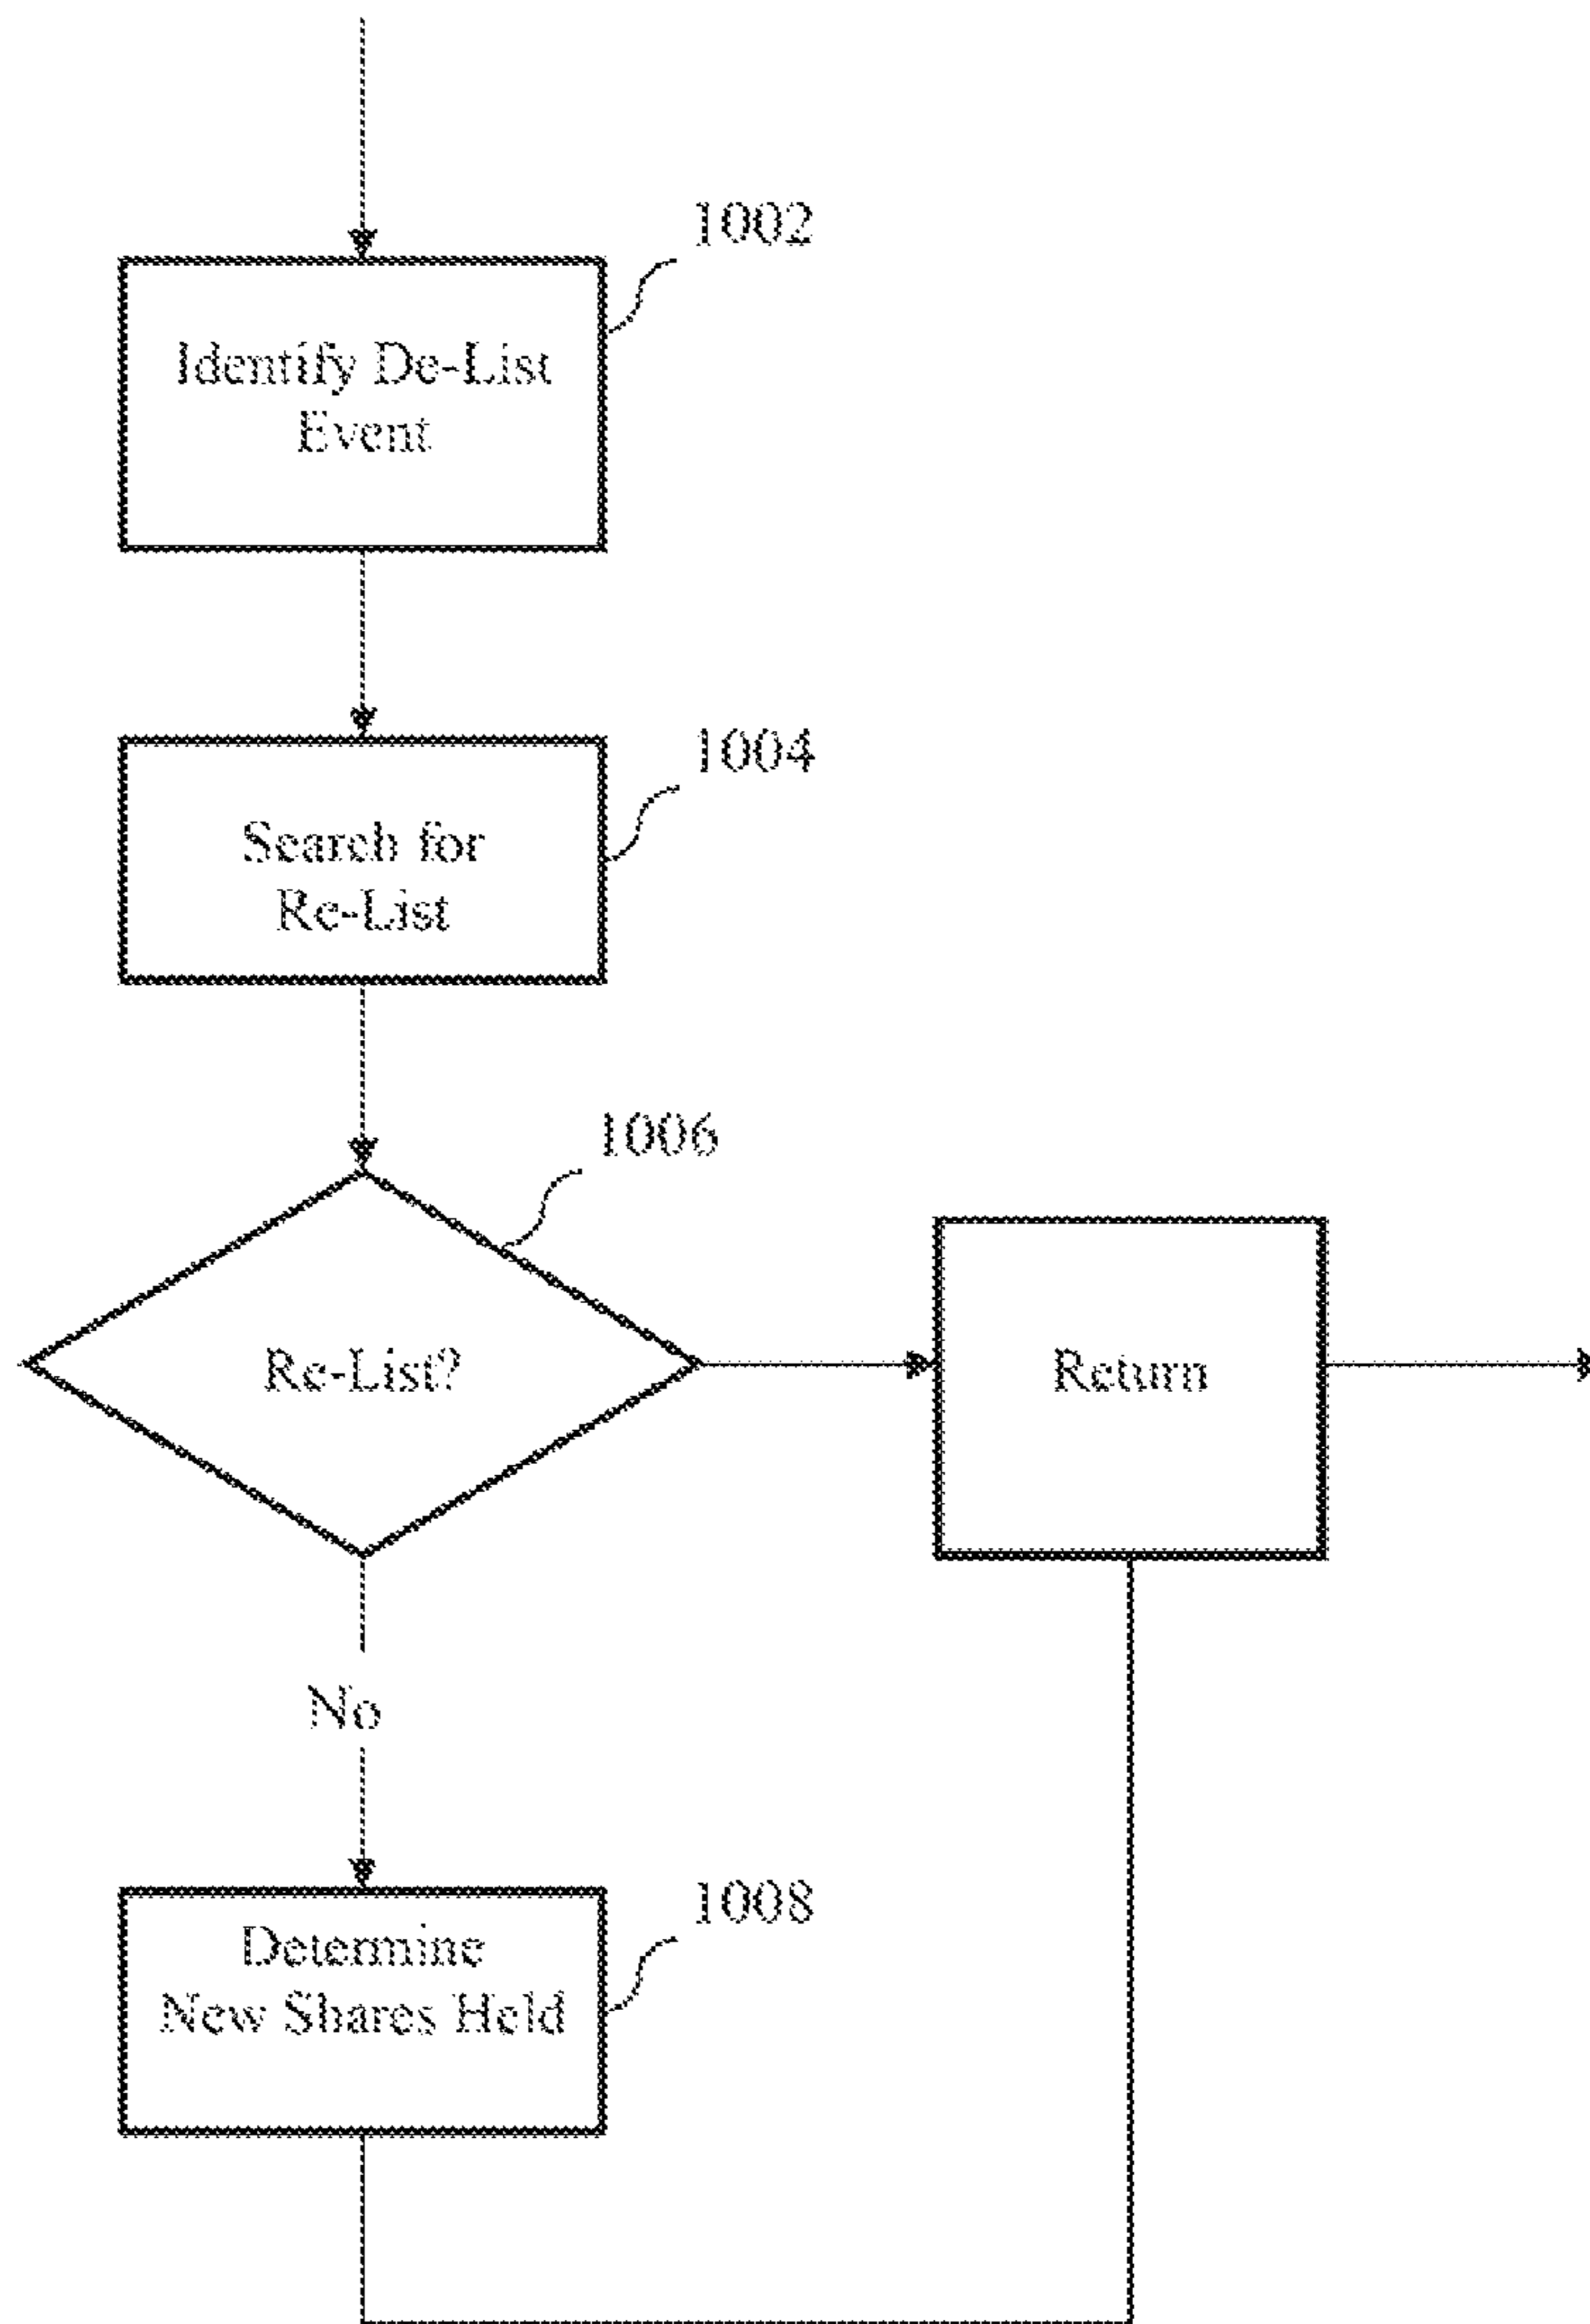 1002
Identify De-List
Event
1004
Search for
Re-List
1006
Re-List?
Return
No
1008
Determine
New Shares Held